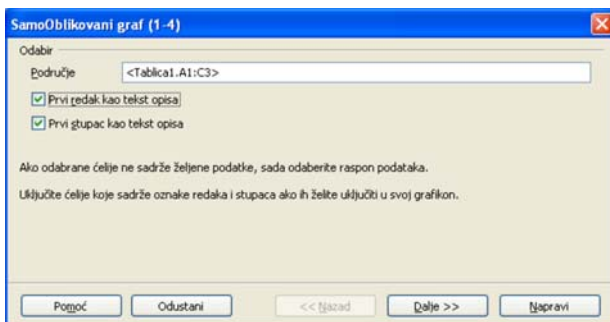 SamoOblikovani graf (1-4)
Odabir
Područje <Tablica1.A1:C3>
Prvi redak kao tekst opisa
Prvi stupac kao tekst opisa
Ako odabrane ćelije ne sadrže željene podatke, sada odaberite raspon podataka.
Uključite ćelije koje sadrže oznake redaka i stupaca ako ih želite uključiti u svoj grafikon.
Pomoć Odustani << Nazad Dalje >> Napravi